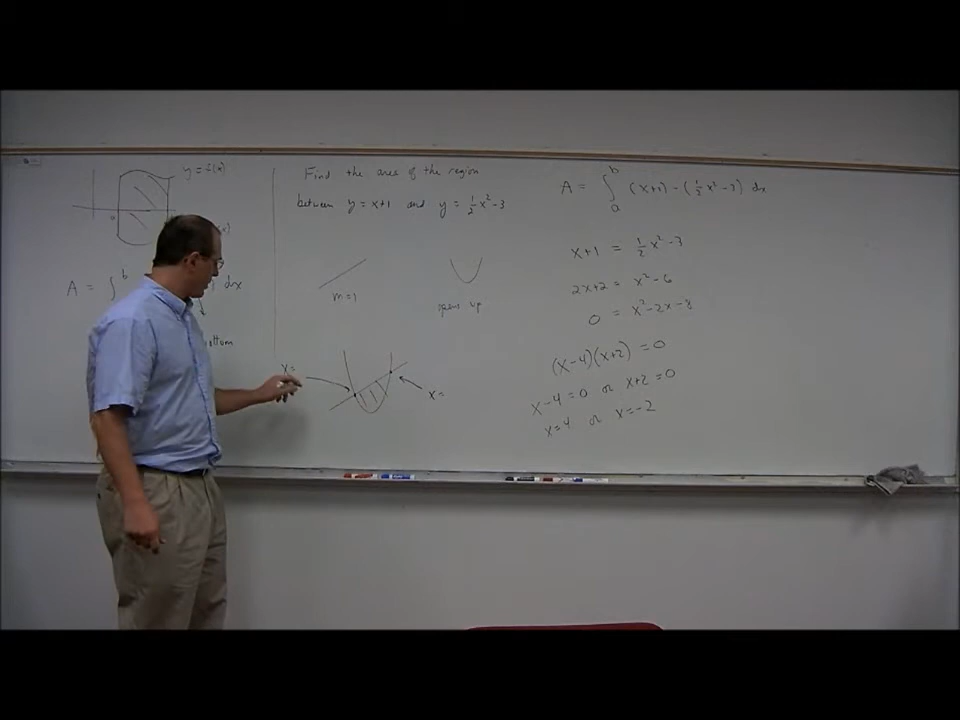 y = f(x)
A = ∫ b
dx
bottom
Find the area of the region
between y = x+1 and y = ½x²-3
m=1
opens up
x=
x=
A = ∫ₐᵇ (x+1) - (½x²-3) dx
x+1 = ½x²-3
2x+2 = x²-6
0 = x²-2x-8
(x-4)(x+2) = 0
x-4=0 or x+2=0
x=4 or x=-2